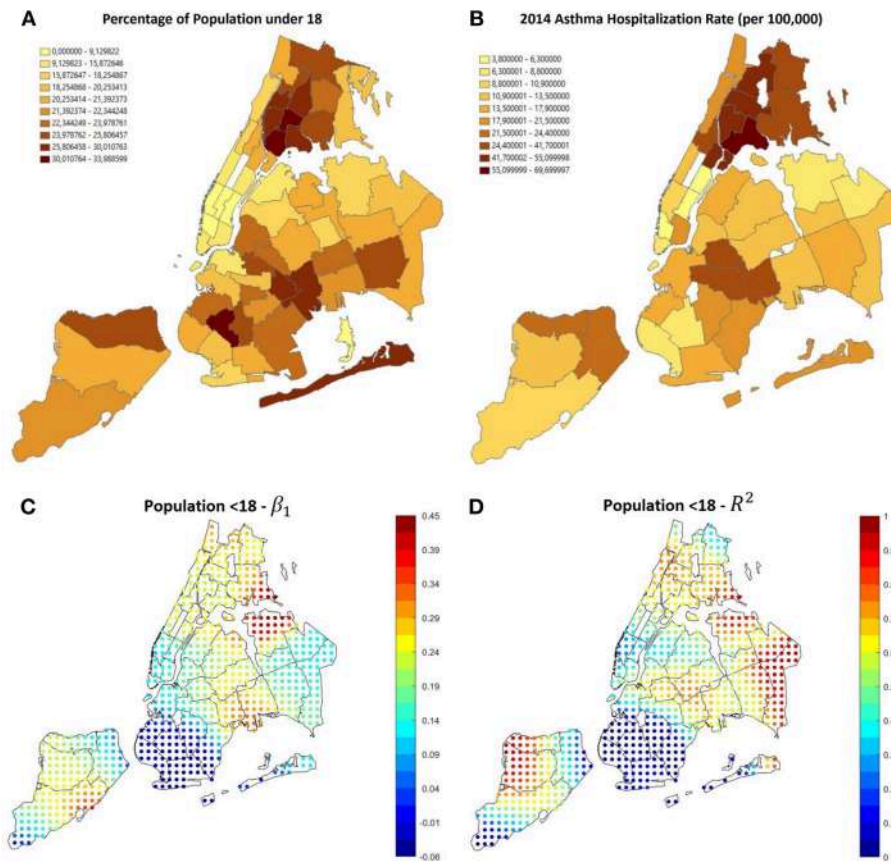 A
Percentage of Population under 18
0,000000 - 9,129822
9,129823 - 15,872646
15,872647 - 18,254867
18,254868 - 20,253413
20,253414 - 21,392373
21,392374 - 22,344248
22,344249 - 23,978761
23,978762 - 25,806457
25,806458 - 30,010763
30,010764 - 33,988599
B
2014 Asthma Hospitalization Rate (per 100,000)
3,800000 - 6,300000
6,300001 - 8,800000
8,800001 - 10,900000
10,900001 - 13,500000
13,500001 - 17,900000
17,900001 - 21,500000
21,500001 - 24,400000
24,400001 - 41,700001
41,700002 - 55,099998
55,099999 - 69,699997
C
Population <18 - β₁
0.45
0.39
0.34
0.29
0.24
0.19
0.14
0.09
0.04
-0.01
-0.06
D
Population <18 - R²
1